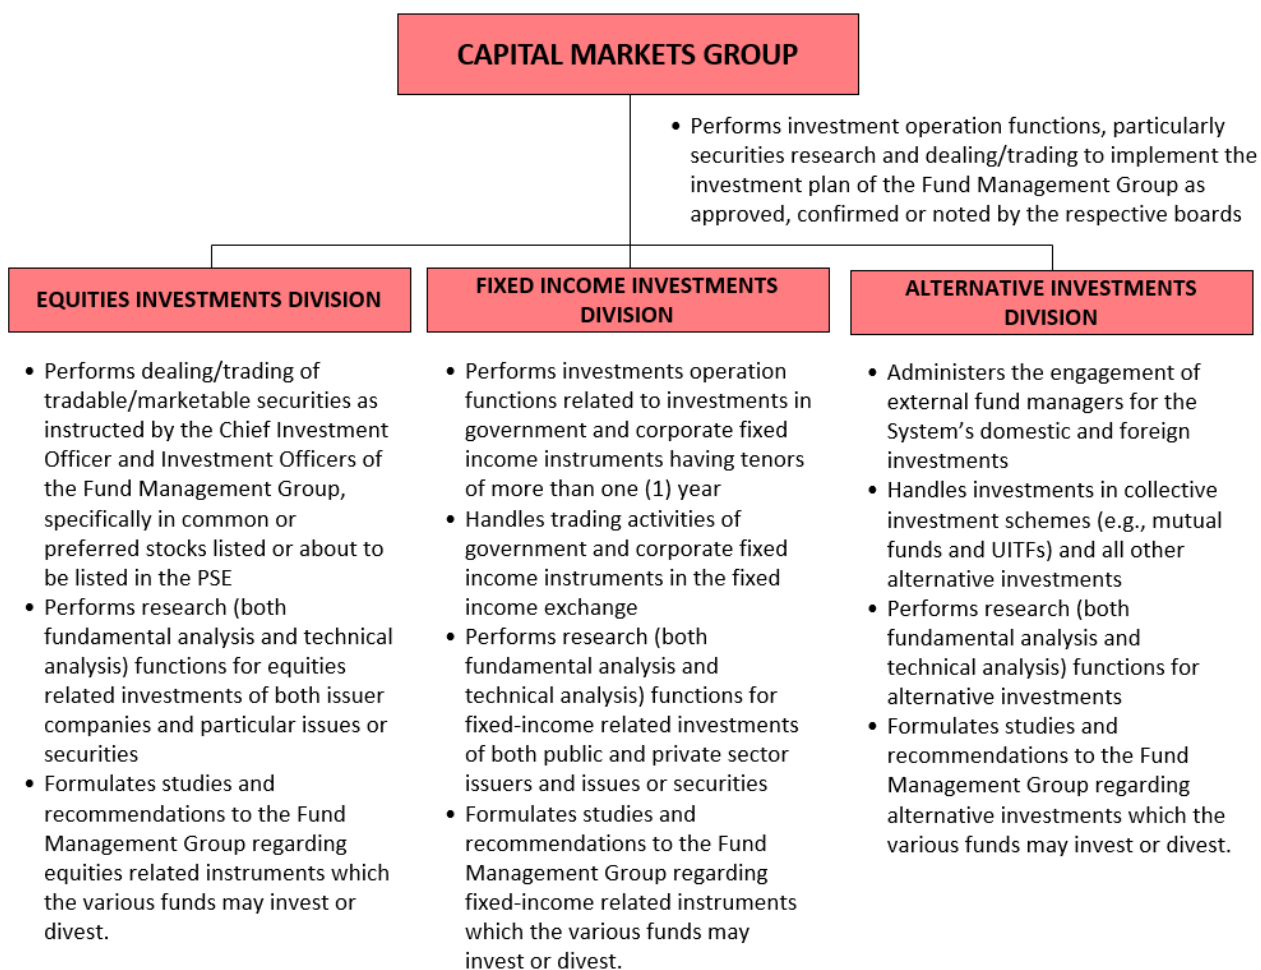 CAPITAL MARKETS GROUP
• Performs investment operation functions, particularly
securities research and dealing/trading to implement the
investment plan of the Fund Management Group as
approved, confirmed or noted by the respective boards
EQUITIES INVESTMENTS DIVISION
• Performs dealing/trading of
tradable/marketable securities as
instructed by the Chief Investment
Officer and Investment Officers of
the Fund Management Group,
specifically in common or
preferred stocks listed or about to
be listed in the PSE
• Performs research (both
fundamental analysis and technical
analysis) functions for equities
related investments of both issuer
companies and particular issues or
securities
• Formulates studies and
recommendations to the Fund
Management Group regarding
equities related instruments which
the various funds may invest or
divest.
FIXED INCOME INVESTMENTS
DIVISION
• Performs investments operation
functions related to investments in
government and corporate fixed
income instruments having tenors
of more than one (1) year
• Handles trading activities of
government and corporate fixed
income instruments in the fixed
income exchange
• Performs research (both
fundamental analysis and
technical analysis) functions for
fixed-income related investments
of both public and private sector
issuers and issues or securities
• Formulates studies and
recommendations to the Fund
Management Group regarding
fixed-income related instruments
which the various funds may
invest or divest.
ALTERNATIVE INVESTMENTS
DIVISION
• Administers the engagement of
external fund managers for the
System's domestic and foreign
investments
• Handles investments in collective
investment schemes (e.g., mutual
funds and UITFs) and all other
alternative investments
• Performs research (both
fundamental analysis and
technical analysis) functions for
alternative investments
• Formulates studies and
recommendations to the Fund
Management Group regarding
alternative investments which the
various funds may invest or divest.